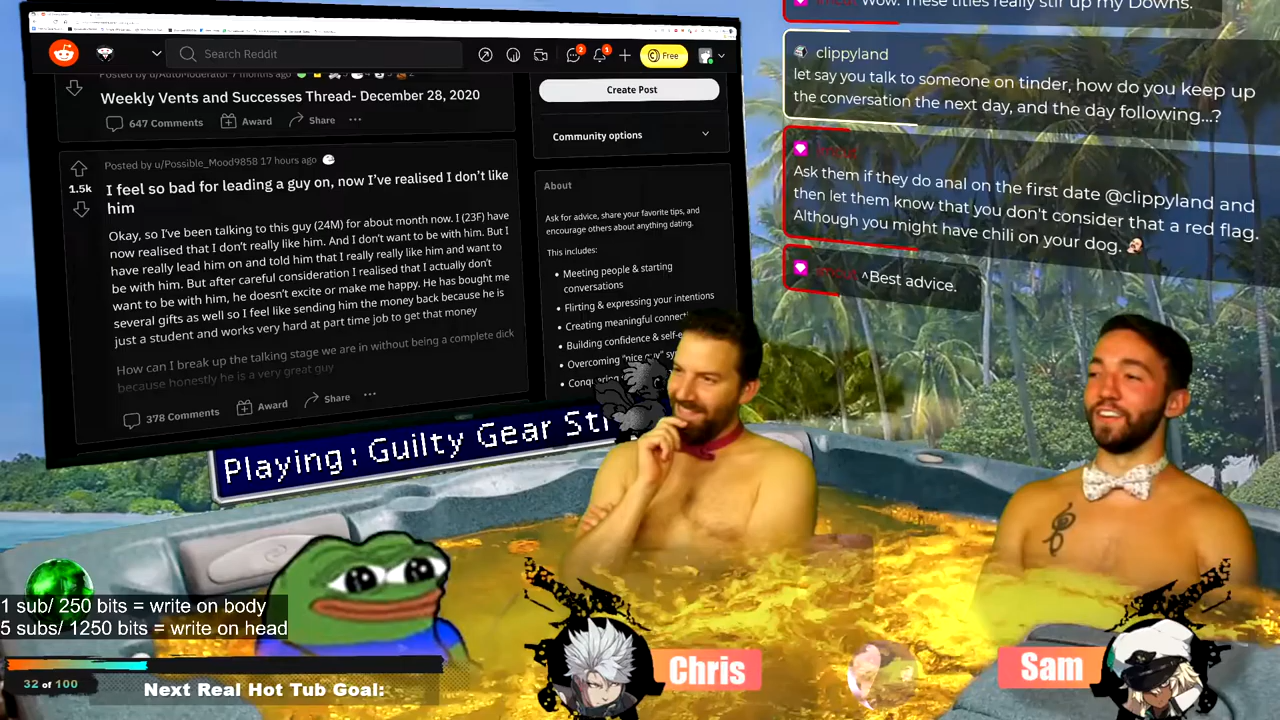 Search Reddit
2
1
Free
Posted by u/AutoModerator 7 months ago
Weekly Vents and Successes Thread- December 28, 2020
647 Comments
Award
Share
Posted by u/Possible_Mood9858 17 hours ago
1.5k
I feel so bad for leading a guy on, now I've realised I don't like
him
Okay, so I've been talking to this guy (24M) for about month now. I (23F) have
now realised that I don't really like him. And I don't want to be with him. But I
have really lead him on and told him that I really really like him and want to
be with him. But after careful consideration I realised that I actually don't
want to be with him, he doesn't excite or make me happy. He has bought me
several gifts as well so I feel like sending him the money back because he is
just a student and works very hard at part time job to get that money
How can I break up the talking stage we are in without being a complete dick
because honestly he is a very great guy
378 Comments
Award
Share
Create Post
Community options
About
Ask for advice, share your favorite tips, and
encourage others about anything dating.
This includes:
• Meeting people & starting
conversations
• Flirting & expressing your intentions
• Creating meaningful
• Building confidence &
• Overcoming "nice
Playing: Guilty Gear
Wow. These titles really stir up my Downs.
clippyland
let say you talk to someone on tinder, how do you keep up
the conversation the next day, and the day following...?
Ask them if they do anal on the first date @clippyland and
then let them know that you don't consider that a red flag.
Although you might have chili on your dog.
^Best advice.
1 sub/ 250 bits = write on body
5 subs/ 1250 bits = write on head
32 of 100
Next Real Hot Tub Goal:
Chris
Sam